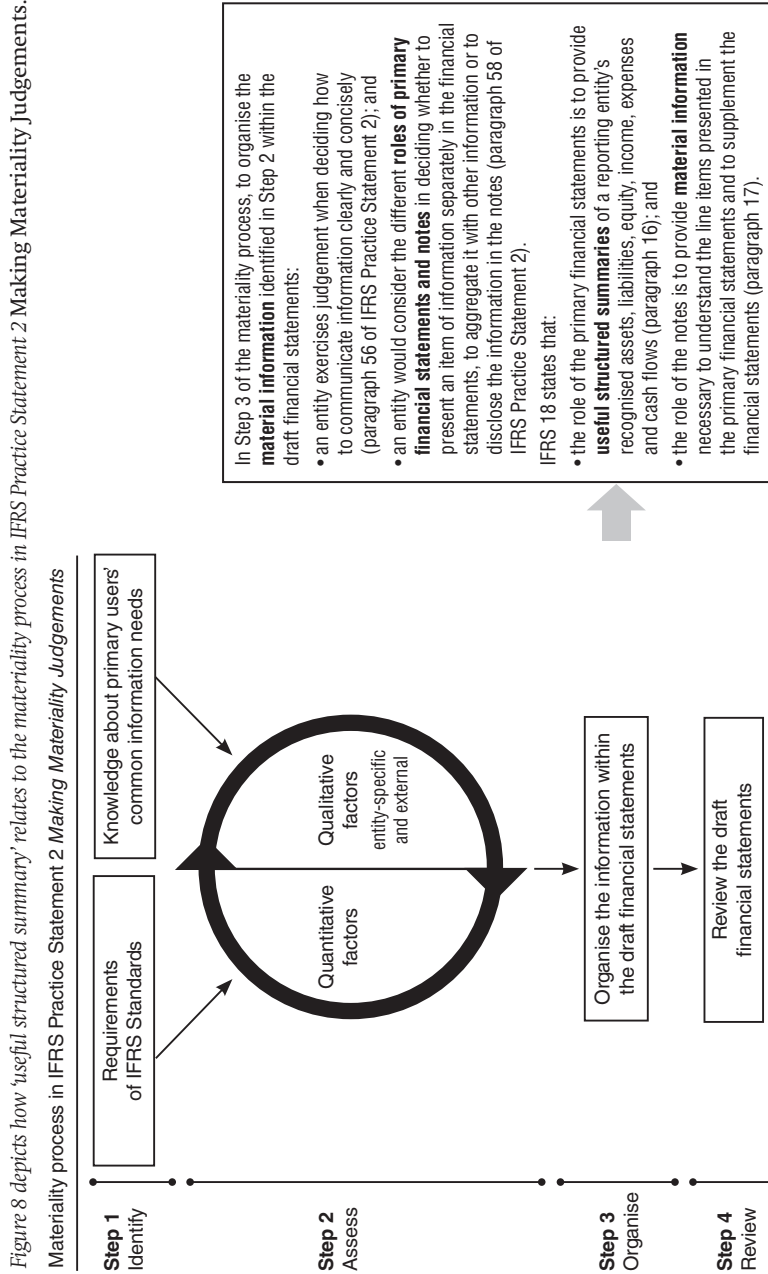 Figure 8 depicts how ‘useful structured summary’ relates to the materiality process in IFRS Practice Statement 2 Making Materiality Judgements.
Materiality process in IFRS Practice Statement 2 Making Materiality Judgements
Step 1
Identify
Requirements
of IFRS Standards
Knowledge about primary users’
common information needs
Step 2
Assess
Quantitative
factors
Qualitative
factors
entity-specific
and external
Step 3
Organise
Organise the information within
the draft financial statements
Step 4
Review
Review the draft
financial statements
In Step 3 of the materiality process, to organise the
material information identified in Step 2 within the
draft financial statements:
• an entity exercises judgement when deciding how
to communicate information clearly and concisely
(paragraph 56 of IFRS Practice Statement 2); and
• an entity would consider the different roles of primary
financial statements and notes in deciding whether to
present an item of information separately in the financial
statements, to aggregate it with other information or to
disclose the information in the notes (paragraph 58 of
IFRS Practice Statement 2).
IFRS 18 states that:
• the role of the primary financial statements is to provide
useful structured summaries of a reporting entity’s
recognised assets, liabilities, equity, income, expenses
and cash flows (paragraph 16); and
• the role of the notes is to provide material information
necessary to understand the line items presented in
the primary financial statements and to supplement the
financial statements (paragraph 17).